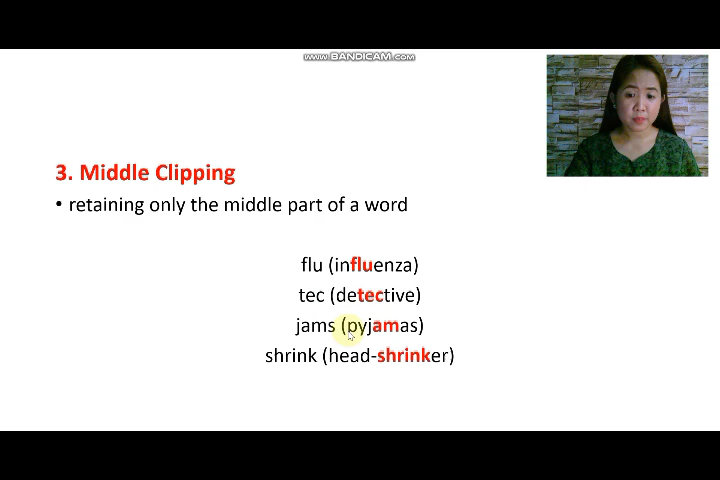 www.BANDICAM.com
3. Middle Clipping
• retaining only the middle part of a word
flu (influenza)
tec (detective)
jams (pyjamas)
shrink (head-shrinker)